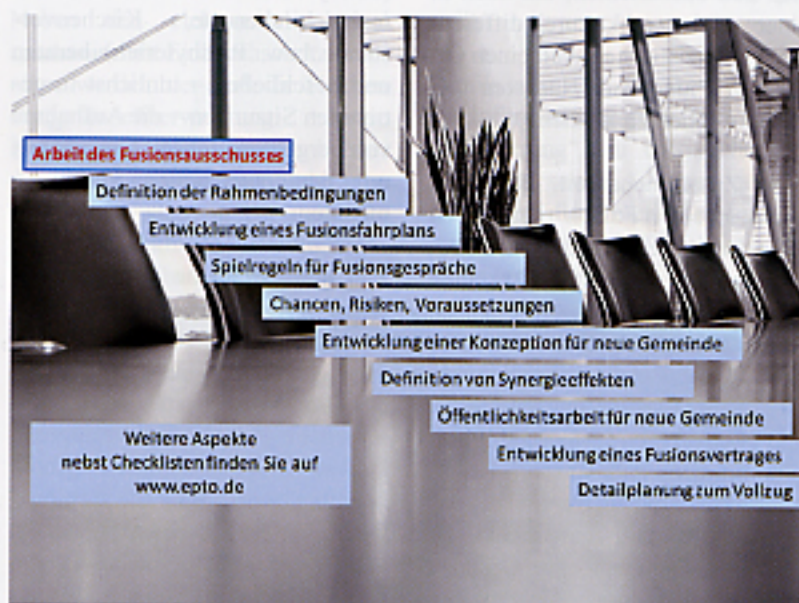 Arbeit des Fusionsausschusses
Definition der Rahmenbedingungen
Entwicklung eines Fusionsfahrplans
Spielregeln für Fusionsgespräche
Chancen, Risiken, Voraussetzungen
Entwicklung einer Konzeption für neue Gemeinde
Definition von Synergieeffekten
Öffentlichkeitsarbeit für neue Gemeinde
Entwicklung eines Fusionsvertrages
Detailplanung zum Vollzug
Weitere Aspekte
nebst Checklisten finden Sie auf
www.epto.de